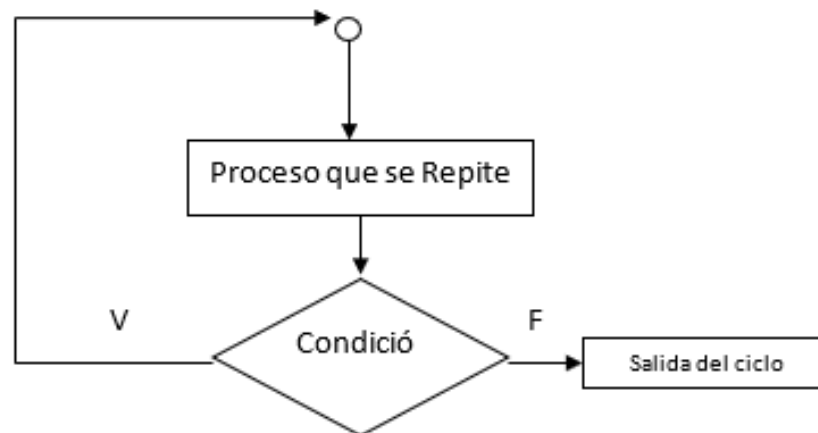 Proceso que se Repite
V
F
Condició
Salida del ciclo